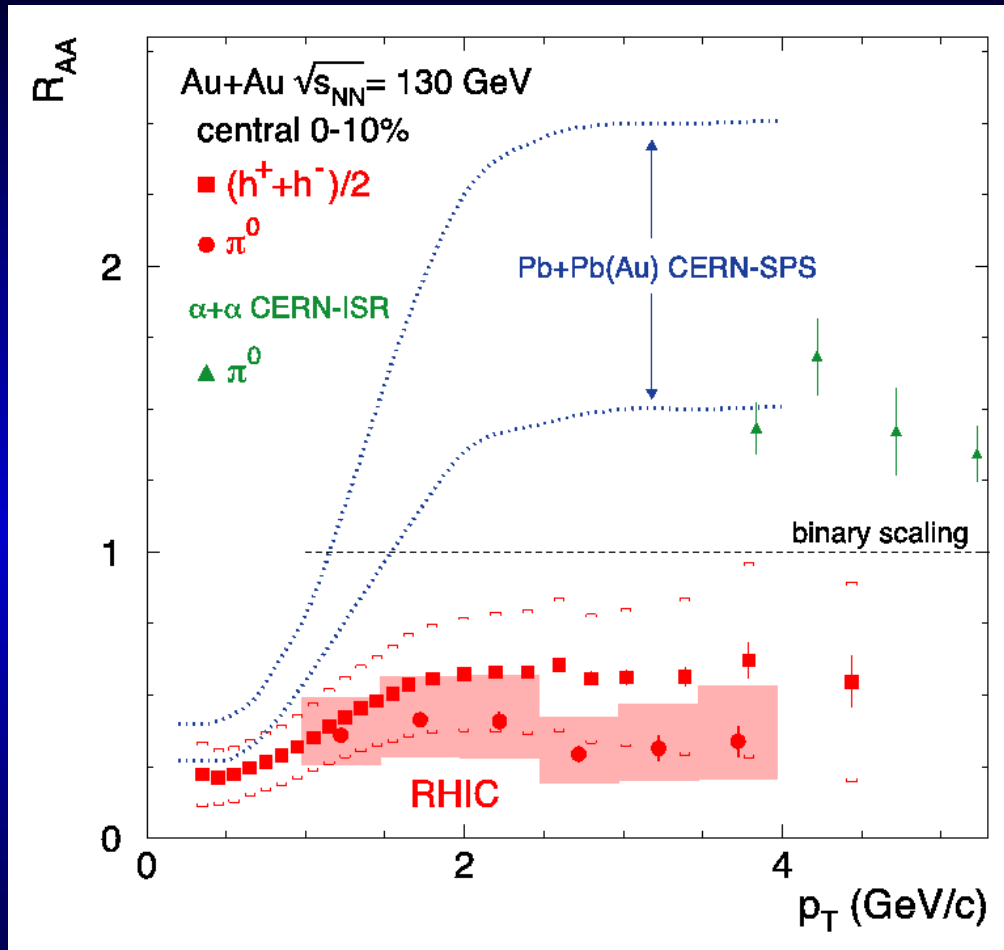 R_AA
Au+Au √s_NN = 130 GeV
central 0-10%
(h⁺+h⁻)/2
π⁰
α+α CERN-ISR
π⁰
Pb+Pb(Au) CERN-SPS
binary scaling
RHIC
2
1
0
0
2
4
p_T (GeV/c)